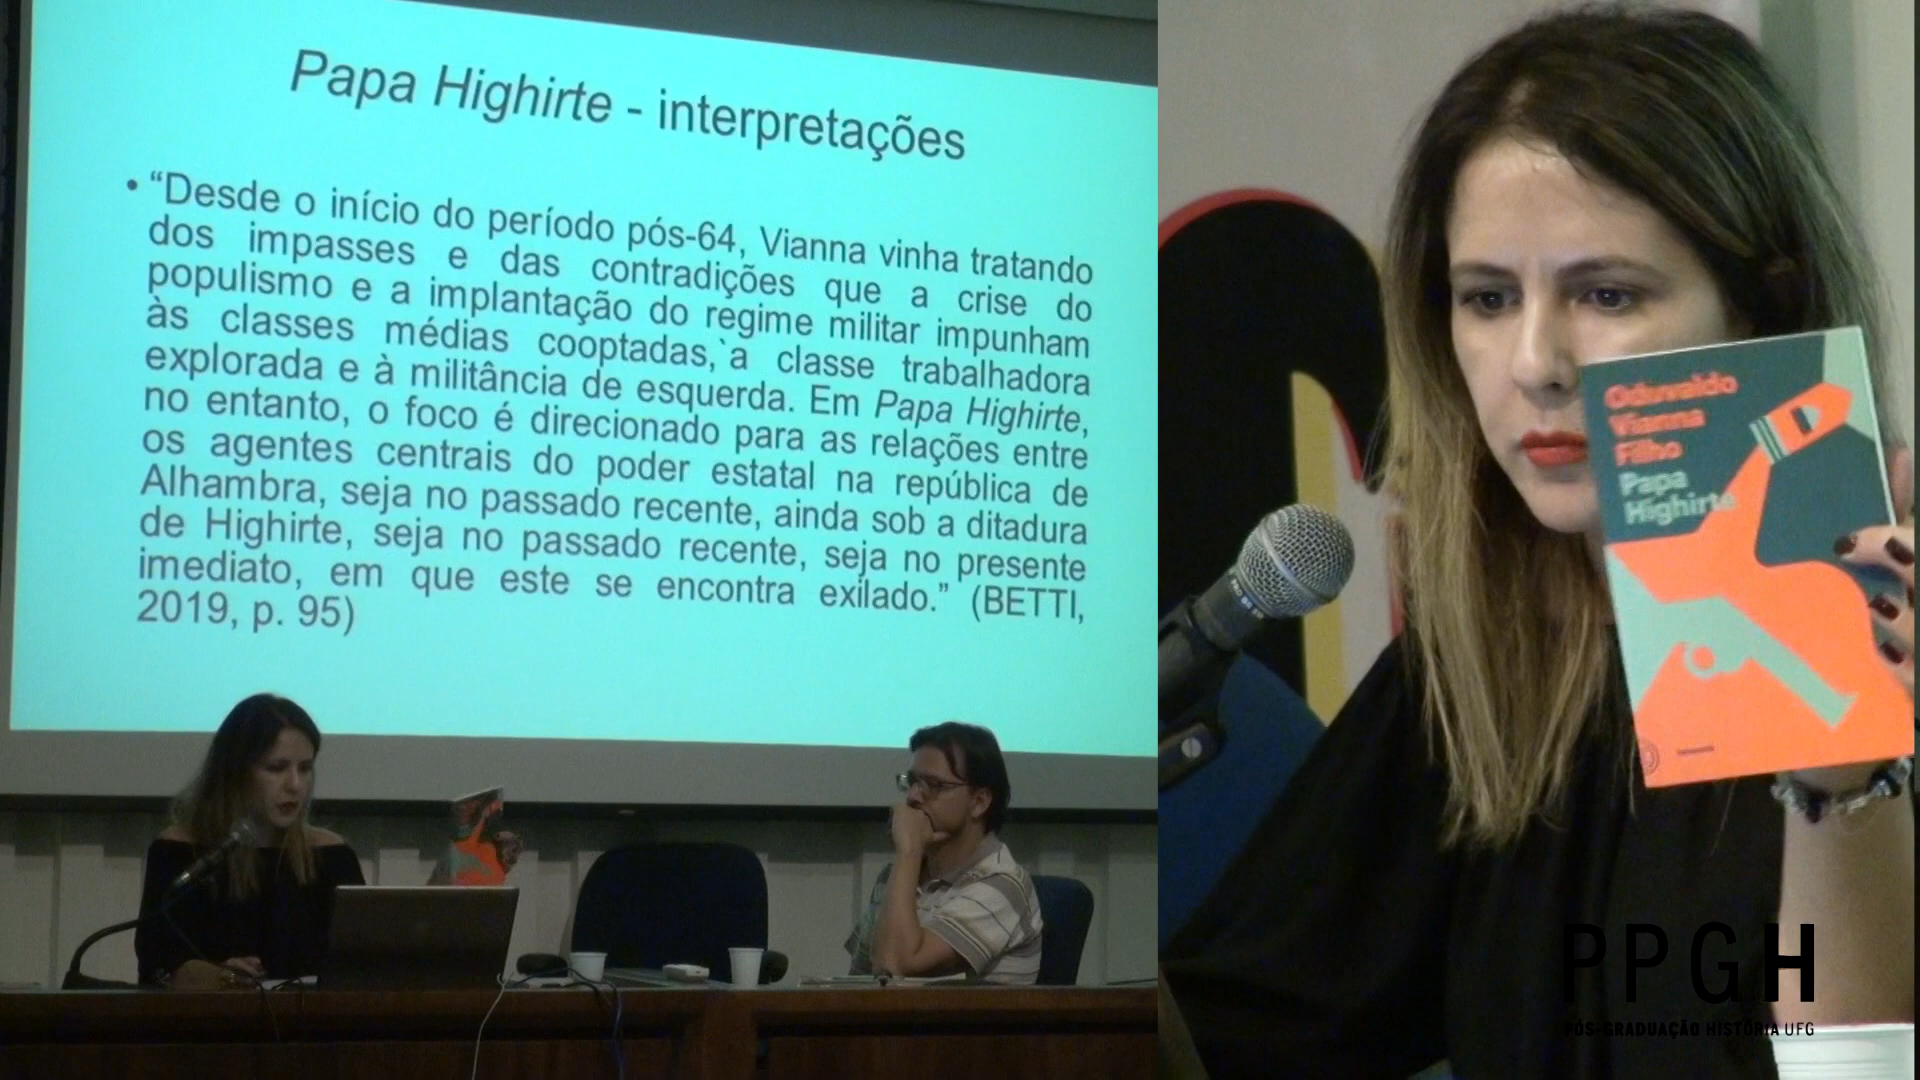 Papa Highirte - interpretações
• “Desde o início do período pós-64, Vianna vinha tratando
dos impasses e das contradições que a crise do
populismo e a implantação do regime militar impunham
às classes médias cooptadas,`a classe trabalhadora
explorada e à militância de esquerda. Em Papa Highirte,
no entanto, o foco é direcionado para as relações entre
os agentes centrais do poder estatal na república de
Alhambra, seja no passado recente, ainda sob a ditadura
de Highirte, seja no passado recente, seja no presente
imediato, em que este se encontra exilado.” (BETTI,
2019, p. 95)
Oduvaldo
Vianna
Filho
Papa
Highirte
PPGH
PÓS-GRADUAÇÃO HISTÓRIA UFG